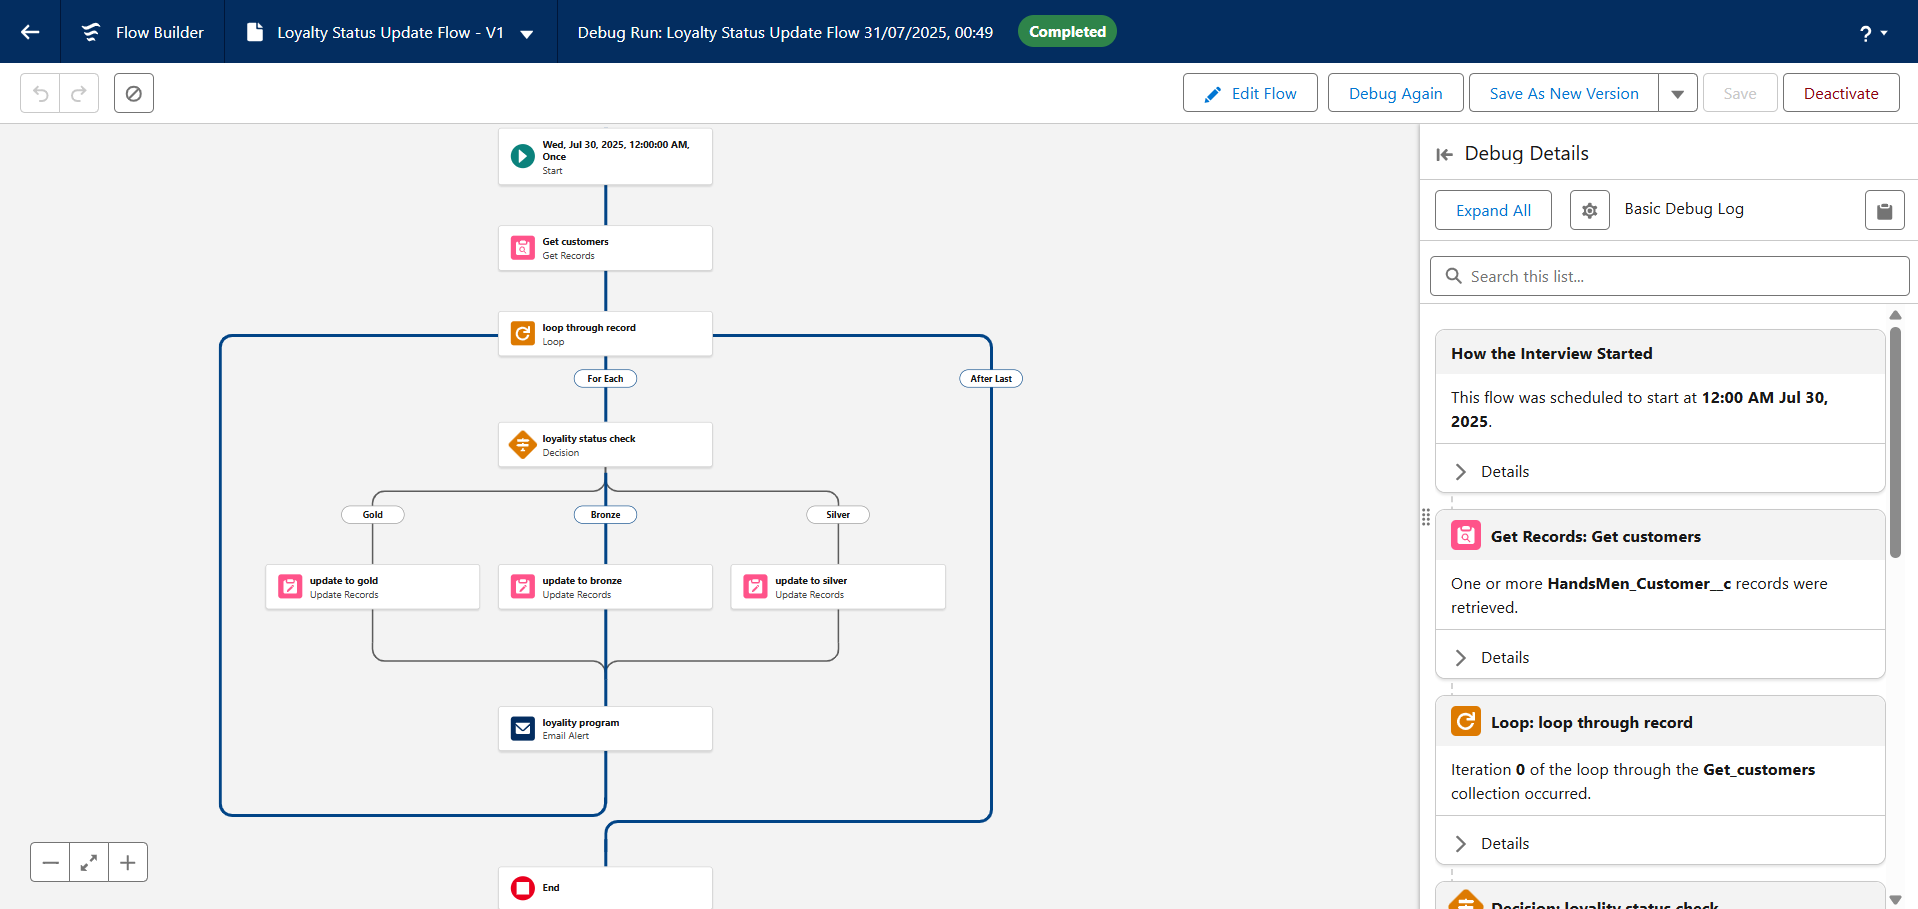 Flow Builder
Loyalty Status Update Flow - V1
Debug Run: Loyalty Status Update Flow 31/07/2025, 00:49
Completed
?
Edit Flow
Debug Again
Save As New Version
Save
Deactivate
Wed, Jul 30, 2025, 12:00:00 AM,
Once
Start
Get customers
Get Records
loop through record
Loop
For Each
After Last
loyality status check
Decision
Gold
Bronze
Silver
update to gold
Update Records
update to bronze
Update Records
update to silver
Update Records
loyality program
Email Alert
End
Debug Details
Expand All
Basic Debug Log
Search this list...
How the Interview Started
This flow was scheduled to start at 12:00 AM Jul 30,
2025.
Details
Get Records: Get customers
One or more HandsMen_Customer__c records were
retrieved.
Details
Loop: loop through record
Iteration 0 of the loop through the Get_customers
collection occurred.
Details
Decision: loyality status check